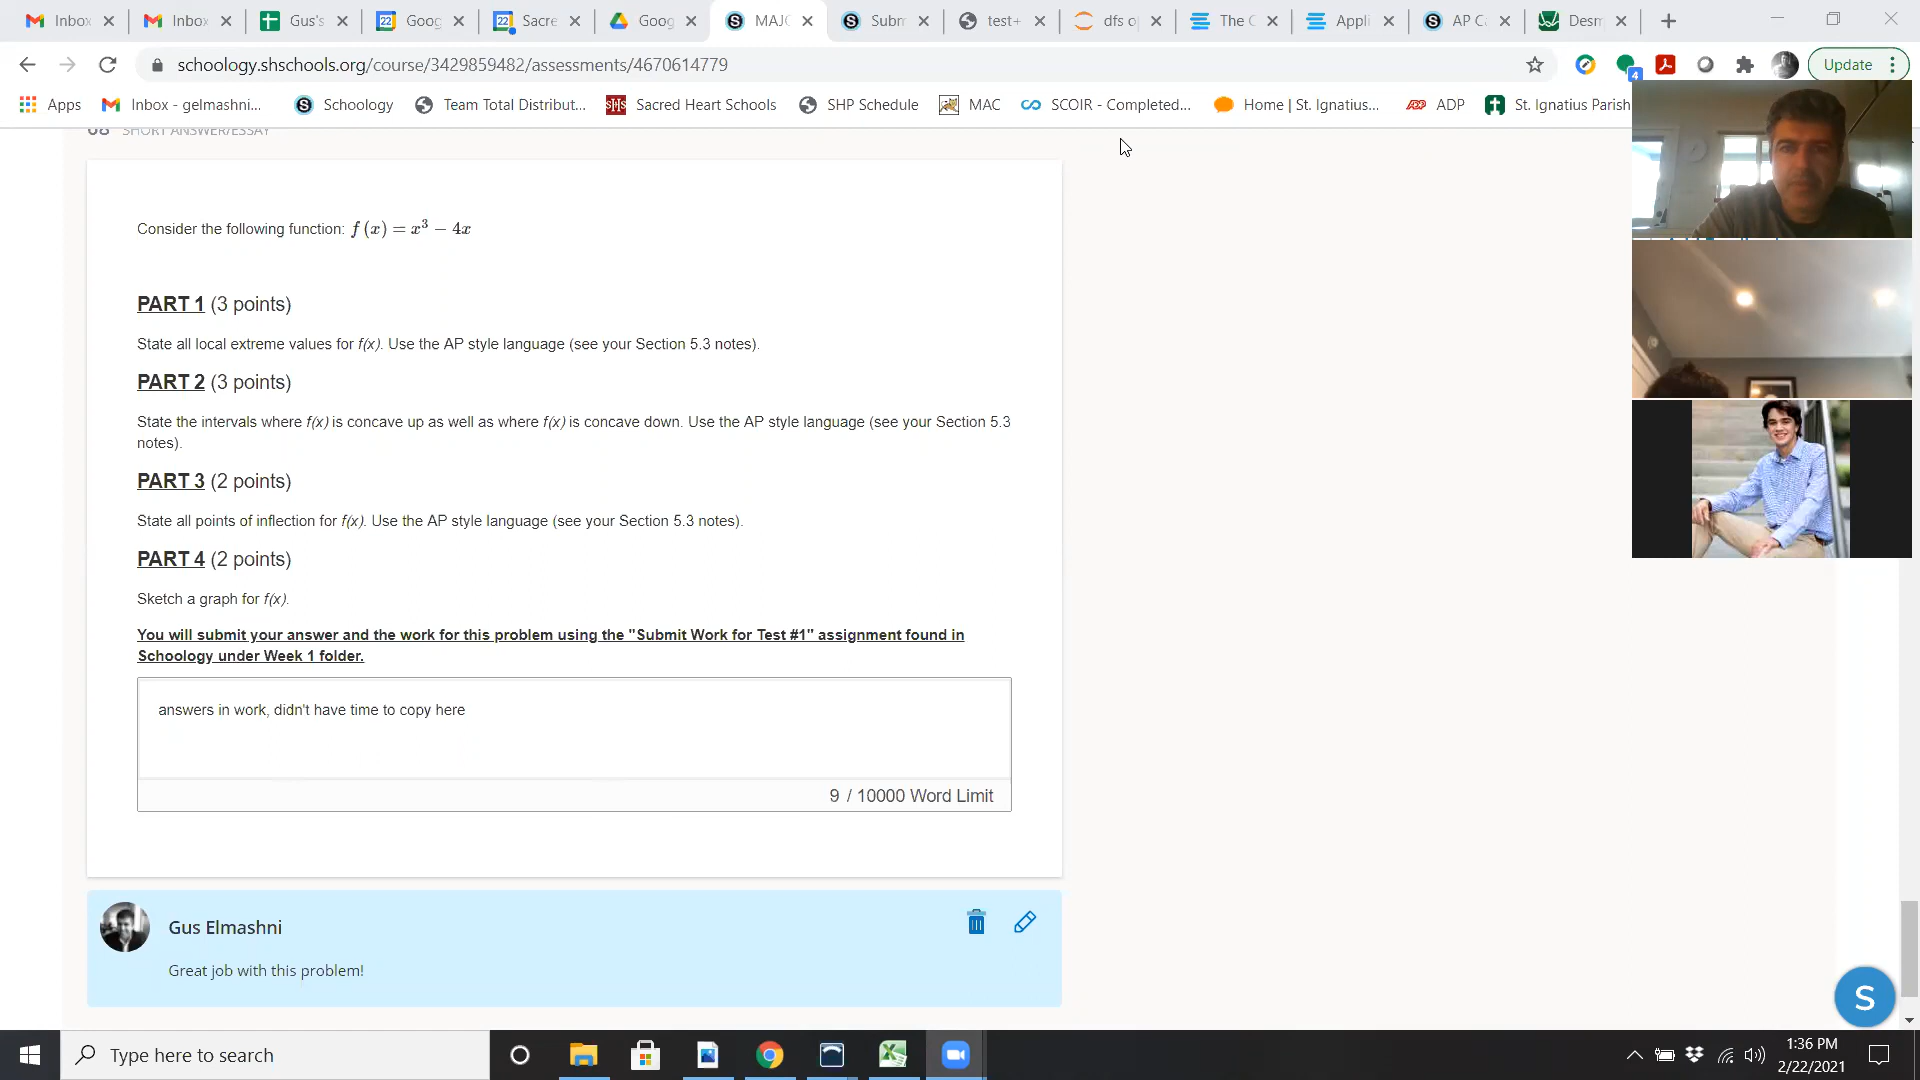 Inbox
Inbox
Gus's
Goog
Sacre
Goog
MAJC
Subm
test+
dfs o
The C
Appli
AP Ca
Desm
schoology.shschools.org/course/3429859482/assessments/4670614779
Update
4
Apps
Inbox - gelmashni...
Schoology
Team Total Distribut...
SHS
Sacred Heart Schools
SHP Schedule
MAC
SCOIR - Completed...
Home | St. Ignatius...
ADP
St. Ignatius Parish
Q8 SHORT ANSWER/ESSAY
Consider the following function: f (x) = x³ − 4x
PART 1 (3 points)
State all local extreme values for f(x). Use the AP style language (see your Section 5.3 notes).
PART 2 (3 points)
State the intervals where f(x) is concave up as well as where f(x) is concave down. Use the AP style language (see your Section 5.3
notes).
PART 3 (2 points)
State all points of inflection for f(x). Use the AP style language (see your Section 5.3 notes).
PART 4 (2 points)
Sketch a graph for f(x).
You will submit your answer and the work for this problem using the "Submit Work for Test #1" assignment found in
Schoology under Week 1 folder.
answers in work, didn't have time to copy here
9 / 10000 Word Limit
Gus Elmashni
Great job with this problem!
S
Type here to search
1:36 PM
2/22/2021